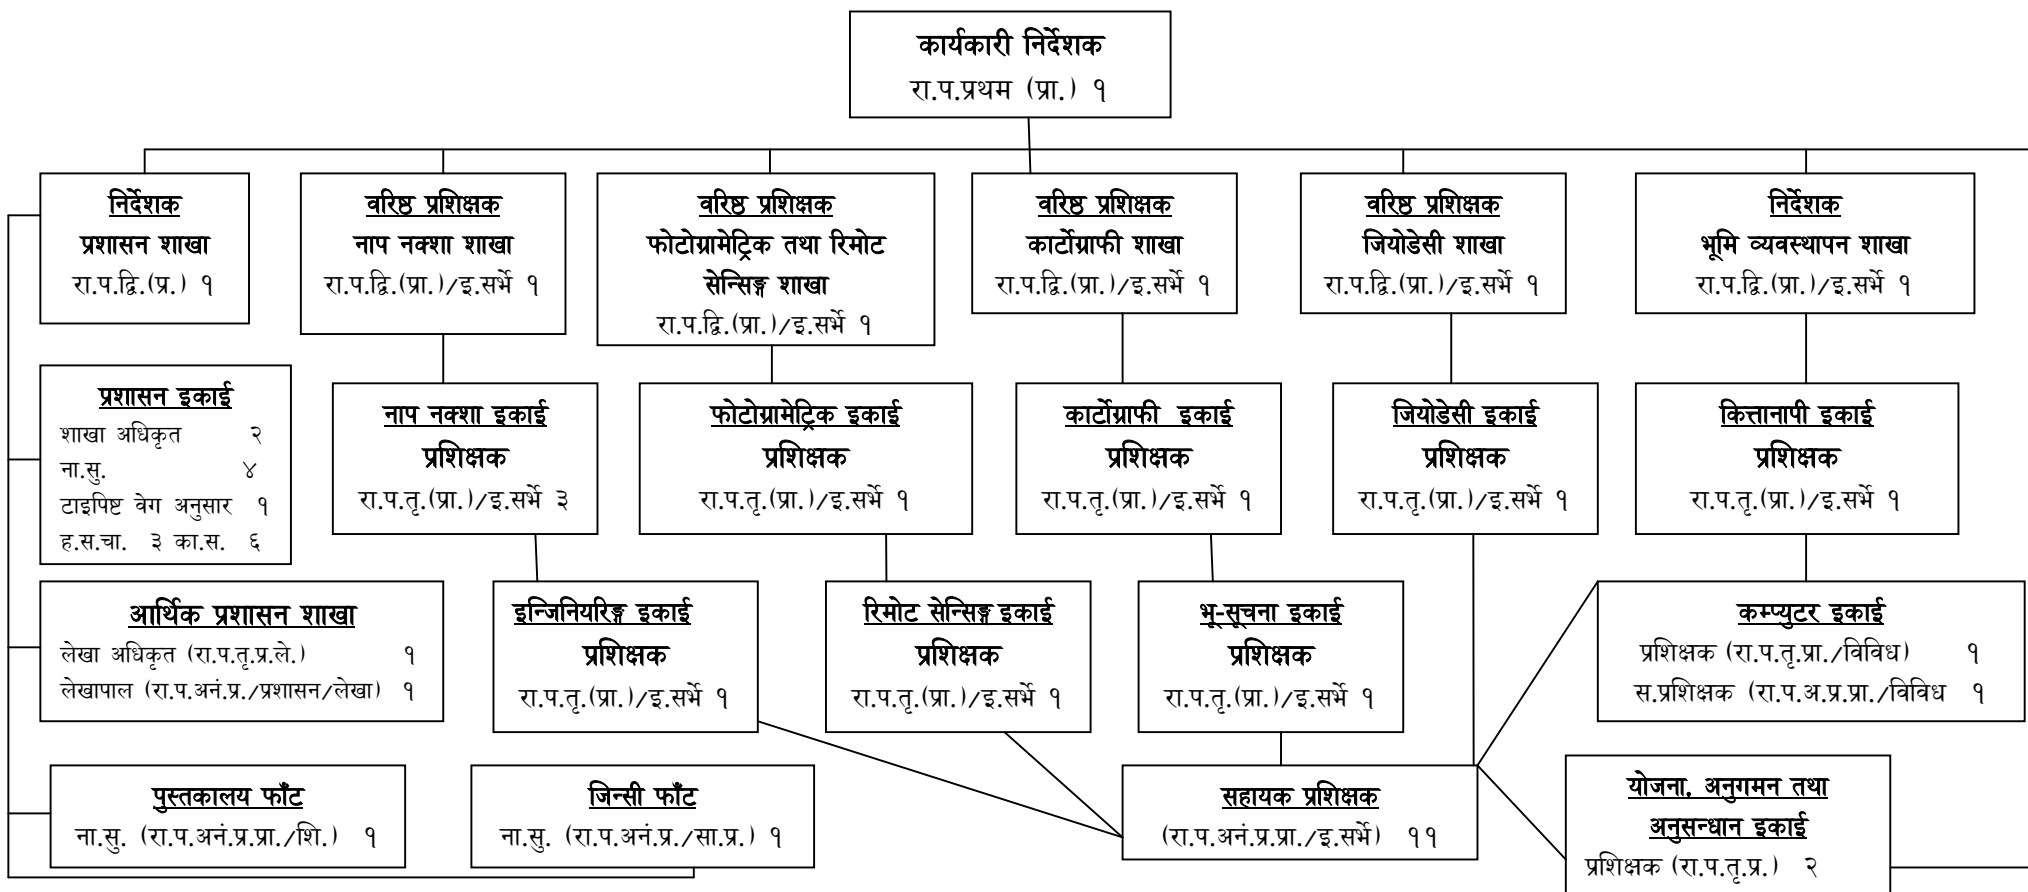 कार्यकारी निर्देशक
रा.प.प्रथम (प्रा.) १
निर्देशक
प्रशासन शाखा
रा.प.द्वि.(प्र.) १
वरिष्ठ प्रशिक्षक
नाप नक्शा शाखा
रा.प.द्वि.(प्रा.)/इ.सर्भे १
वरिष्ठ प्रशिक्षक
फोटोग्रामेट्रिक तथा रिमोट
सेन्सिङ्ग शाखा
रा.प.द्वि.(प्रा.)/इ.सर्भे १
वरिष्ठ प्रशिक्षक
कार्टोग्राफी शाखा
रा.प.द्वि.(प्रा.)/इ.सर्भे १
वरिष्ठ प्रशिक्षक
जियोडेसी शाखा
रा.प.द्वि.(प्रा.)/इ.सर्भे १
निर्देशक
भूमि व्यवस्थापन शाखा
रा.प.द्वि.(प्रा.)/इ.सर्भे १
प्रशासन इकाई
शाखा अधिकृत २
ना.सु. ४
टाइपिष्ट वेग अनुसार १
ह.स.चा. ३ का.स. ६
नाप नक्शा इकाई
प्रशिक्षक
रा.प.तृ.(प्रा.)/इ.सर्भे ३
फोटोग्रामेट्रिक इकाई
प्रशिक्षक
रा.प.तृ.(प्रा.)/इ.सर्भे १
कार्टोग्राफी इकाई
प्रशिक्षक
रा.प.तृ.(प्रा.)/इ.सर्भे १
जियोडेसी इकाई
प्रशिक्षक
रा.प.तृ.(प्रा.)/इ.सर्भे १
कित्तानापी इकाई
प्रशिक्षक
रा.प.तृ.(प्रा.)/इ.सर्भे १
आर्थिक प्रशासन शाखा
लेखा अधिकृत (रा.प.तृ.प्र.ले.) १
लेखापाल (रा.प.अनं.प्र./प्रशासन/लेखा) १
इन्जिनियरिङ्ग इकाई
प्रशिक्षक
रा.प.तृ.(प्रा.)/इ.सर्भे १
रिमोट सेन्सिङ्ग इकाई
प्रशिक्षक
रा.प.तृ.(प्रा.)/इ.सर्भे १
भू-सूचना इकाई
प्रशिक्षक
रा.प.तृ.(प्रा.)/इ.सर्भे १
कम्प्युटर इकाई
प्रशिक्षक (रा.प.तृ.प्रा./विविध) १
स.प्रशिक्षक (रा.प.अ.प्र.प्रा./विविध १
पुस्तकालय फाँट
ना.सु. (रा.प.अनं.प्र.प्रा./शि.) १
जिन्सी फाँट
ना.सु. (रा.प.अनं.प्र./सा.प्र.) १
सहायक प्रशिक्षक
(रा.प.अनं.प्र.प्रा./इ.सर्भे) ११
योजना, अनुगमन तथा
अनुसन्धान इकाई
प्रशिक्षक (रा.प.तृ.प्र.) २